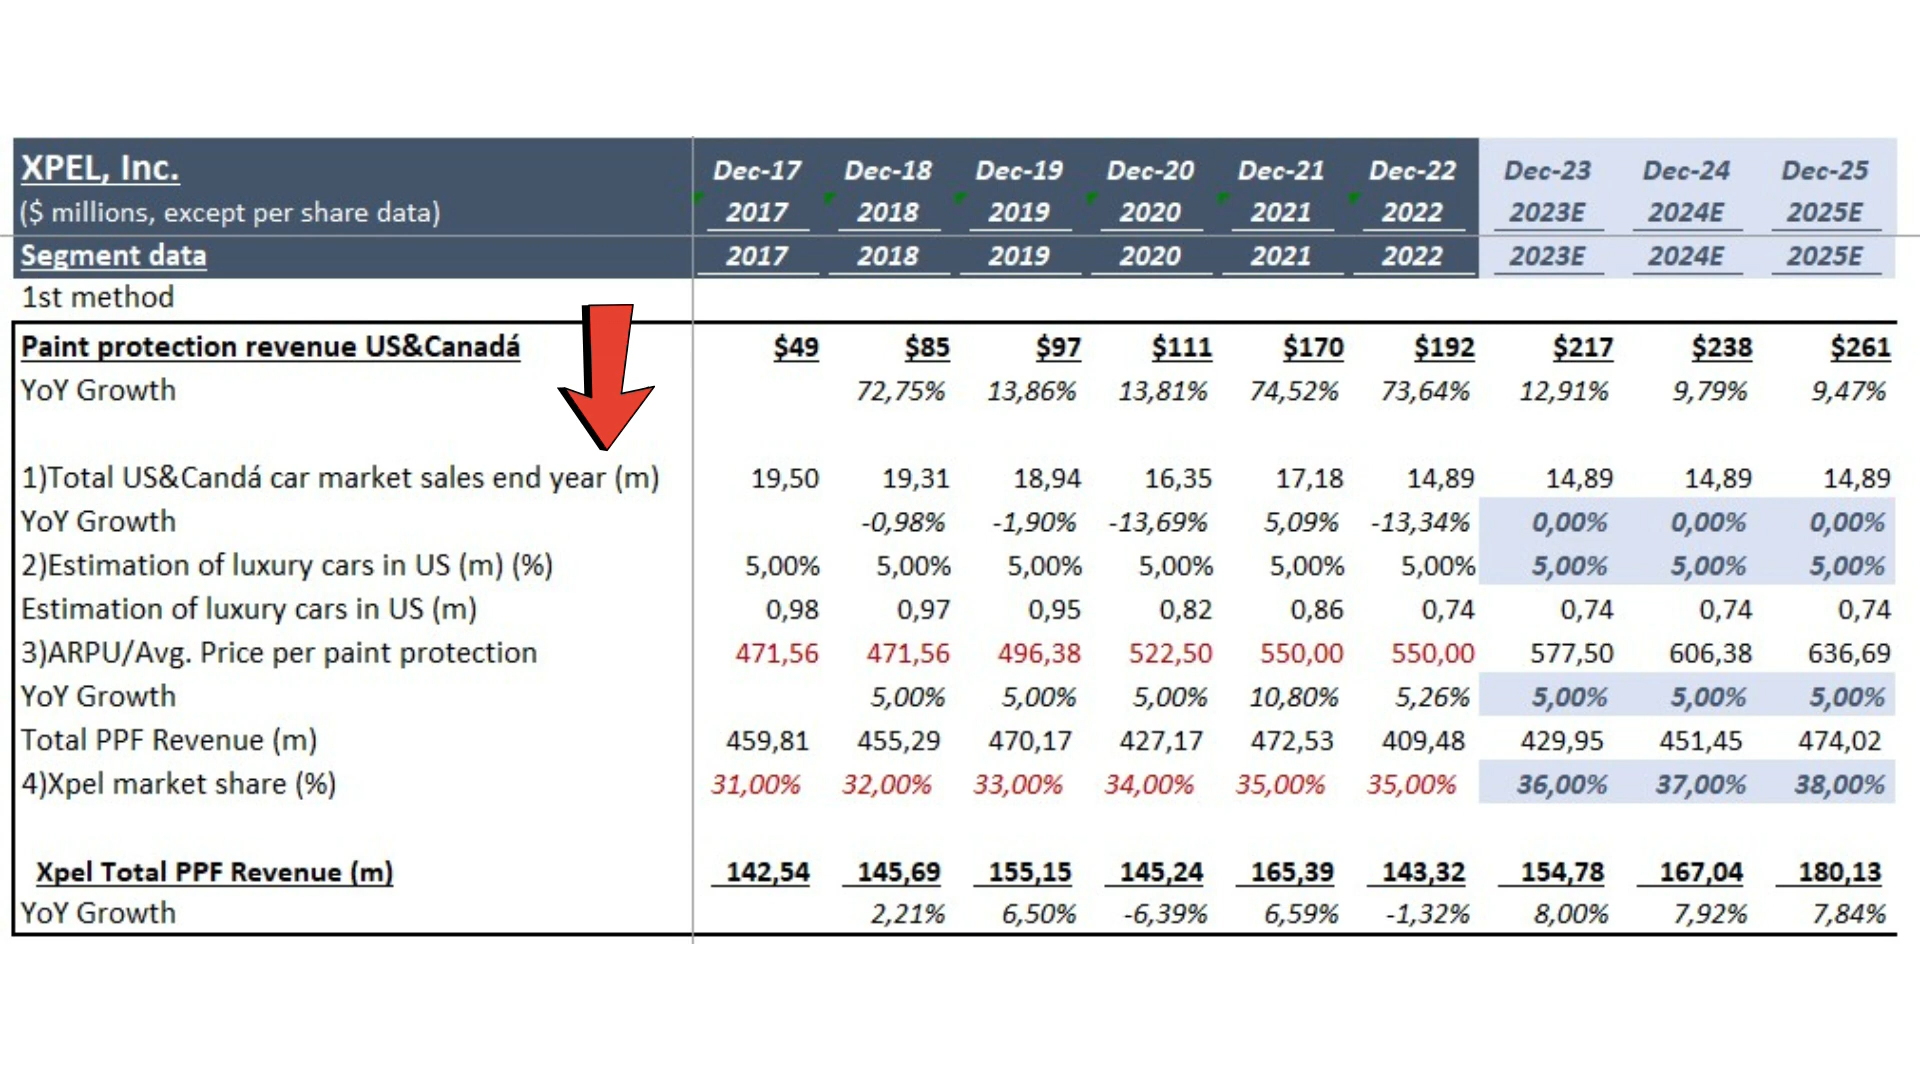 XPEL, Inc. Dec-17 Dec-18 Dec-19 Dec-20 Dec-21 Dec-22 Dec-23 Dec-24 Dec-25
($ millions, except per share data) 2017 2018 2019 2020 2021 2022 2023E 2024E 2025E
Segment data 2017 2018 2019 2020 2021 2022 2023E 2024E 2025E
1st method
Paint protection revenue US&Canadá $49 $85 $97 $111 $170 $192 $217 $238 $261
YoY Growth 72,75% 13,86% 13,81% 74,52% 73,64% 12,91% 9,79% 9,47%
1)Total US&Candá car market sales end year (m) 19,50 19,31 18,94 16,35 17,18 14,89 14,89 14,89 14,89
YoY Growth -0,98% -1,90% -13,69% 5,09% -13,34% 0,00% 0,00% 0,00%
2)Estimation of luxury cars in US (m) (%) 5,00% 5,00% 5,00% 5,00% 5,00% 5,00% 5,00% 5,00% 5,00%
Estimation of luxury cars in US (m) 0,98 0,97 0,95 0,82 0,86 0,74 0,74 0,74 0,74
3)ARPU/Avg. Price per paint protection 471,56 471,56 496,38 522,50 550,00 550,00 577,50 606,38 636,69
YoY Growth 5,00% 5,00% 5,00% 10,80% 5,26% 5,00% 5,00% 5,00%
Total PPF Revenue (m) 459,81 455,29 470,17 427,17 472,53 409,48 429,95 451,45 474,02
4)Xpel market share (%) 31,00% 32,00% 33,00% 34,00% 35,00% 35,00% 36,00% 37,00% 38,00%
Xpel Total PPF Revenue (m) 142,54 145,69 155,15 145,24 165,39 143,32 154,78 167,04 180,13
YoY Growth 2,21% 6,50% -6,39% 6,59% -1,32% 8,00% 7,92% 7,84%